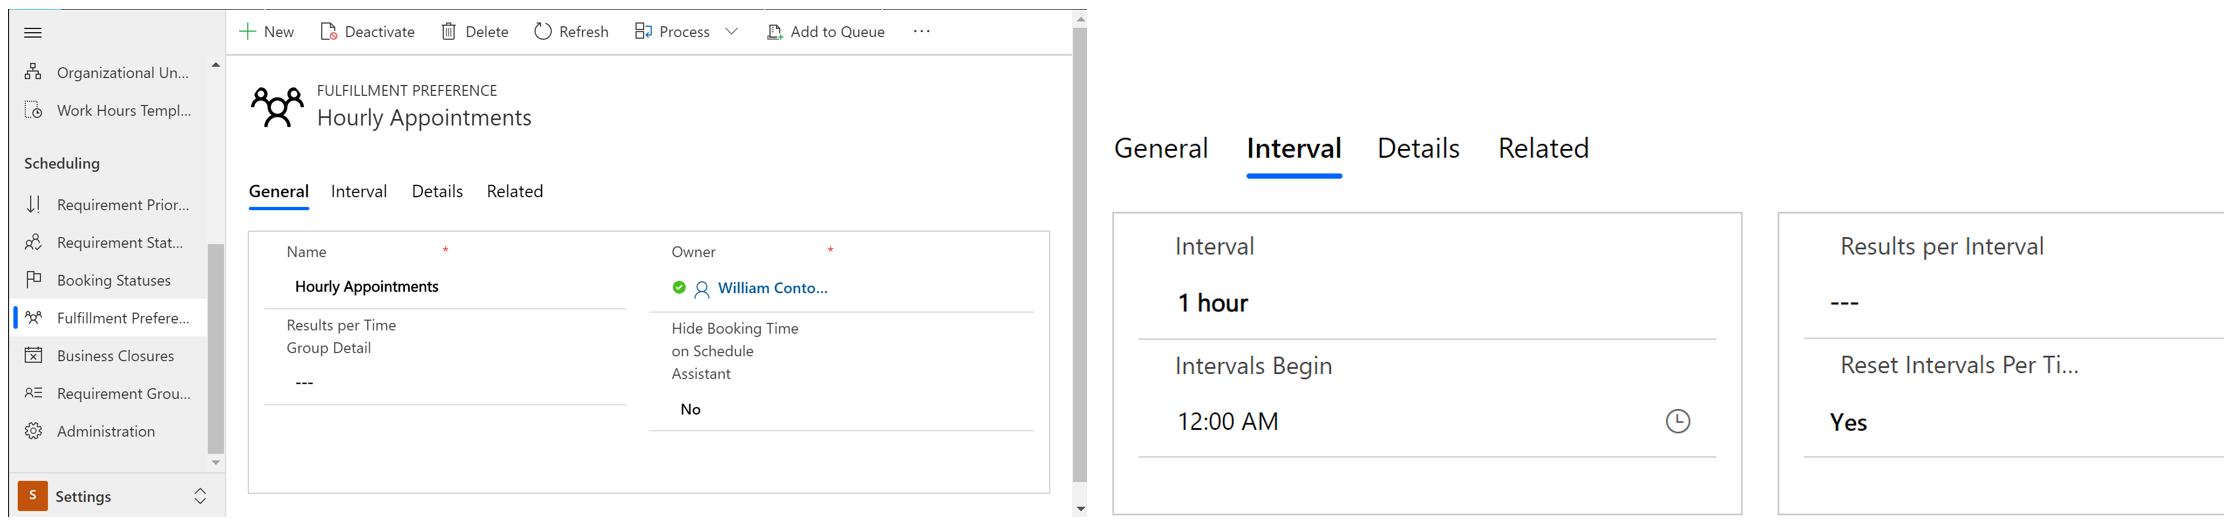 New
Deactivate
Delete
Refresh
Process
Add to Queue
...
Organizational Un...
Work Hours Templ...
Scheduling
Requirement Prior...
Requirement Stat...
Booking Statuses
Fulfillment Prefere...
Business Closures
Requirement Grou...
Administration
S
Settings
FULFILLMENT PREFERENCE
Hourly Appointments
General Interval Details Related
Name *
Hourly Appointments
Results per Time
Group Detail
---
Owner *
William Conto...
Hide Booking Time
on Schedule
Assistant
No
General Interval Details Related
Interval
1 hour
Intervals Begin
12:00 AM
Results per Interval
---
Reset Intervals Per Ti...
Yes